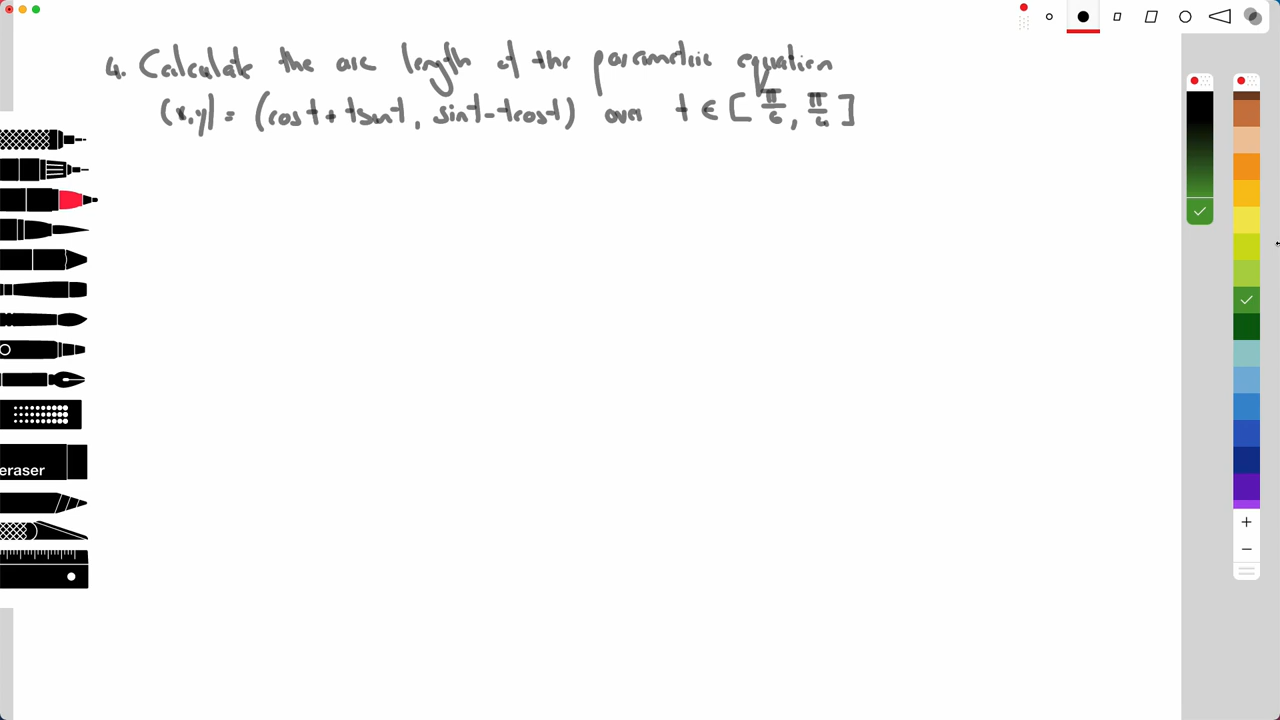 4. Calculate the arc length of the parametric equation
(x,y) = (cost + tsint, sint - tcost) over t ∈ [π/6, π/4]
eraser
+
−